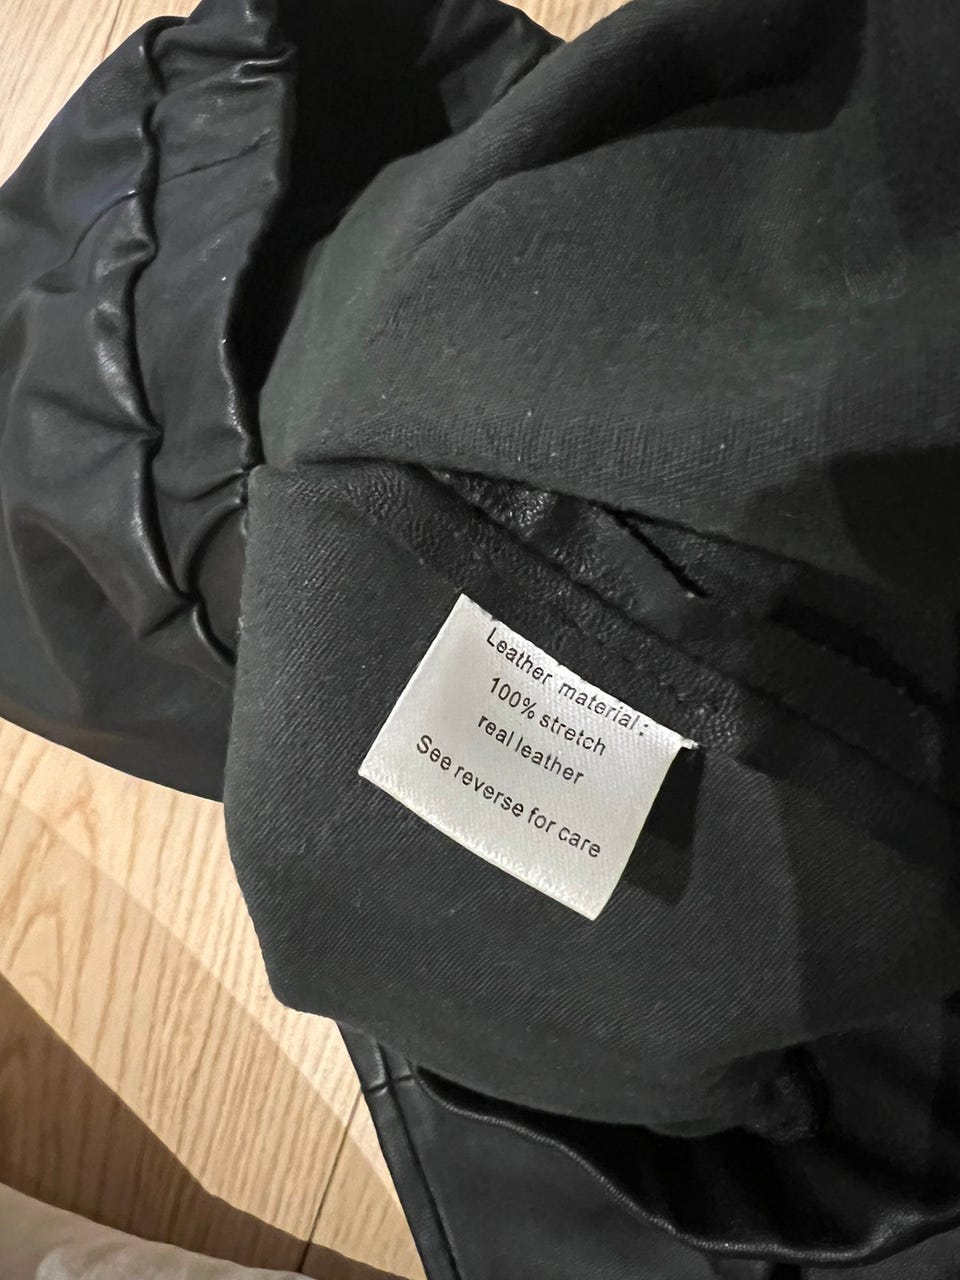 Leather material:
100% stretch
real leather
See reverse for care